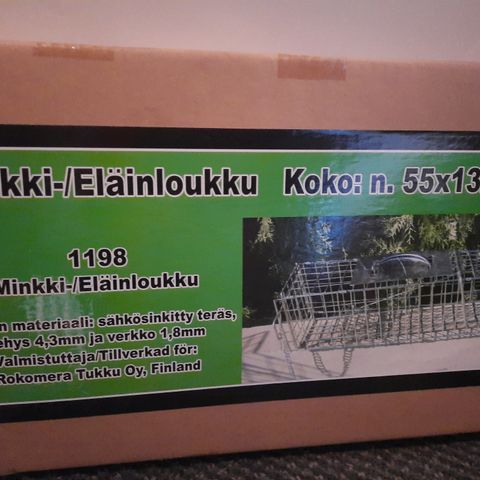 kki-/Eläinloukku Koko: n. 55x13
1198
Minkki-/Eläinloukku
n materiaali: sähkösinkitty teräs,
ehys 4,3mm ja verkko 1,8mm
Valmistuttaja/Tillverkad för:
Rokomera Tukku Oy, Finland